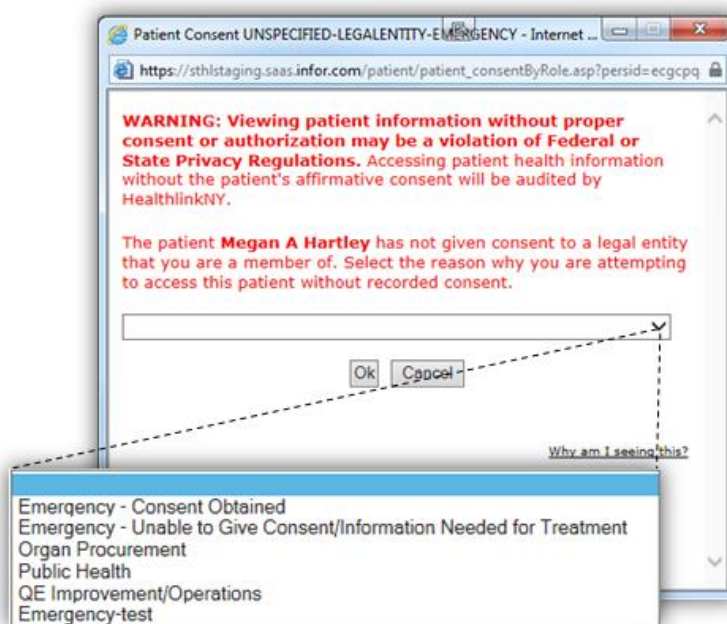 Patient Consent UNSPECIFIED-LEGALENTITY-EMERGENCY - Internet ...
https://sthlstaging.saas.infor.com/patient/patient_consentByRole.asp?persid=ecgcpq
WARNING: Viewing patient information without proper
consent or authorization may be a violation of Federal or
State Privacy Regulations. Accessing patient health information
without the patient's affirmative consent will be audited by
HealthlinkNY.
The patient Megan A Hartley has not given consent to a legal entity
that you are a member of. Select the reason why you are attempting
to access this patient without recorded consent.
Ok Cancel
Why am I seeing this?
Emergency - Consent Obtained
Emergency - Unable to Give Consent/Information Needed for Treatment
Organ Procurement
Public Health
QE Improvement/Operations
Emergency-test